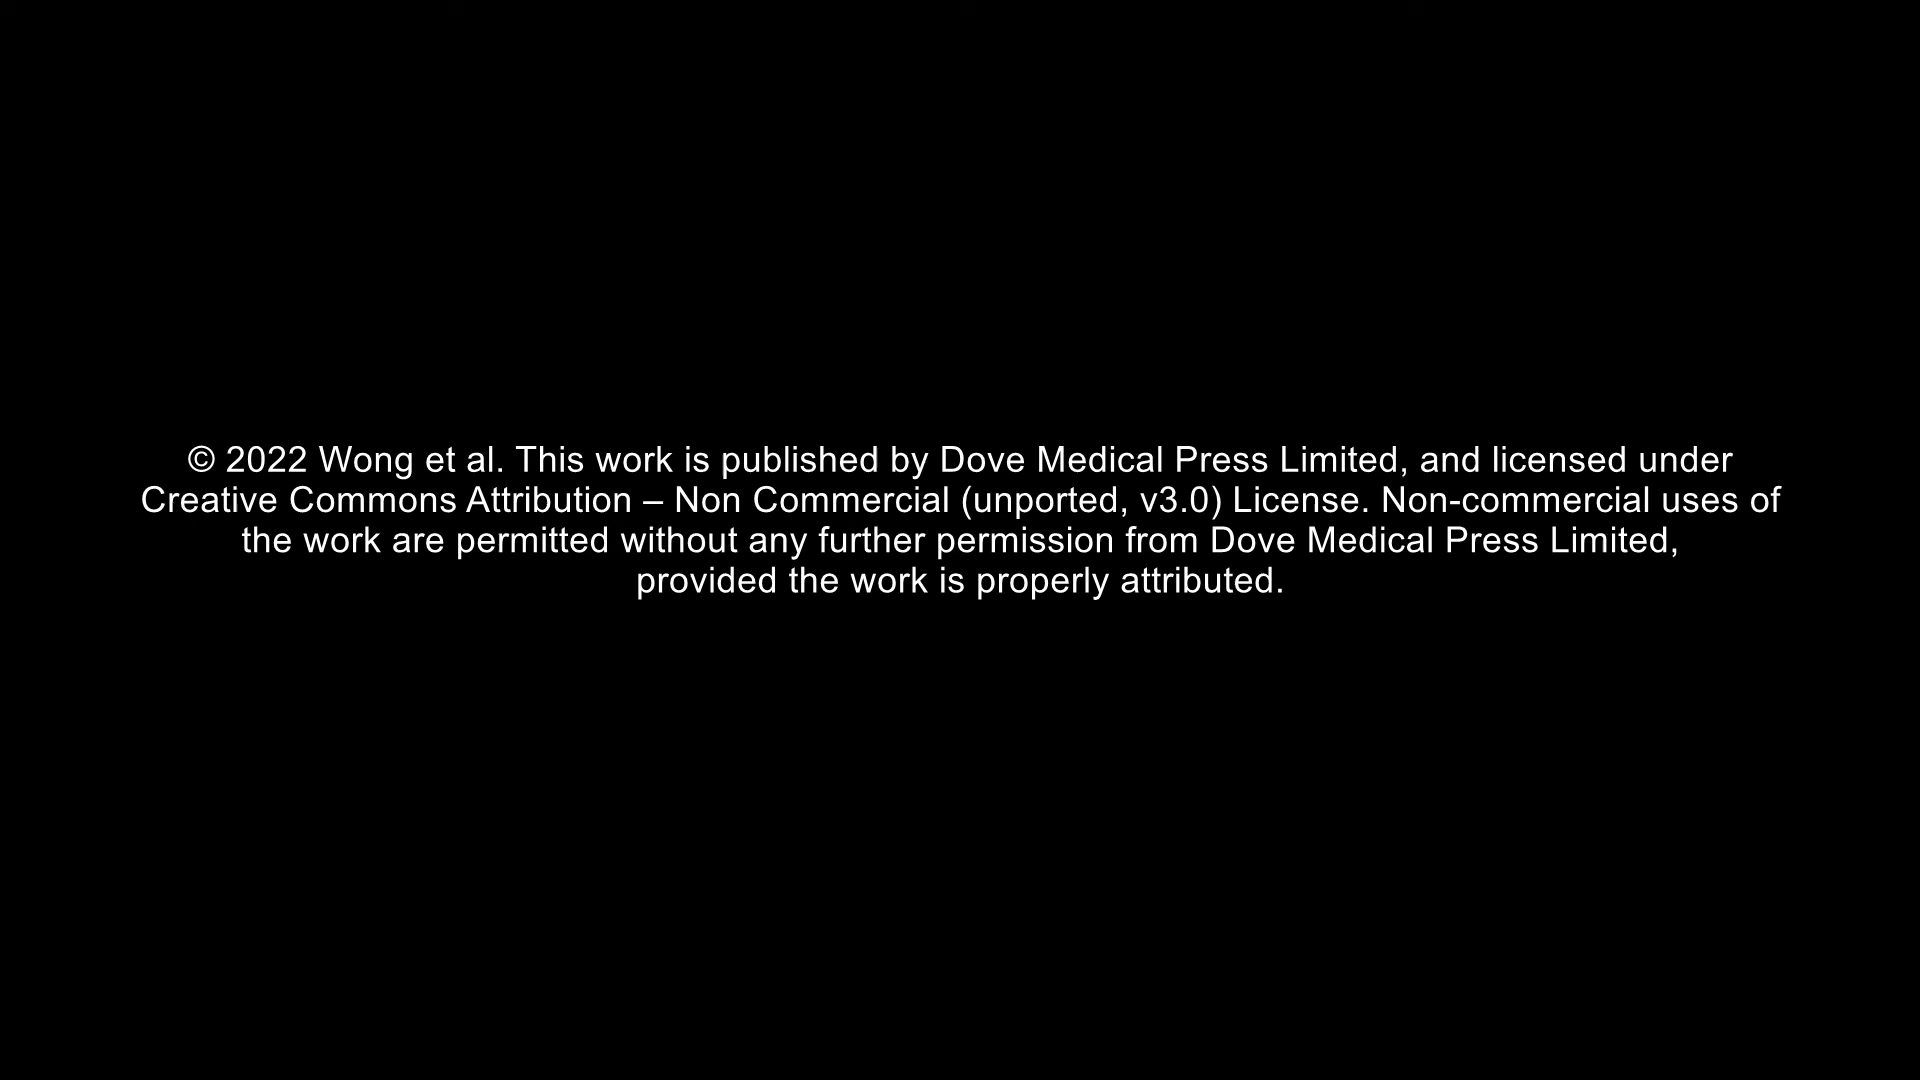 © 2022 Wong et al. This work is published by Dove Medical Press Limited, and licensed under
Creative Commons Attribution – Non Commercial (unported, v3.0) License. Non-commercial uses of
the work are permitted without any further permission from Dove Medical Press Limited,
provided the work is properly attributed.